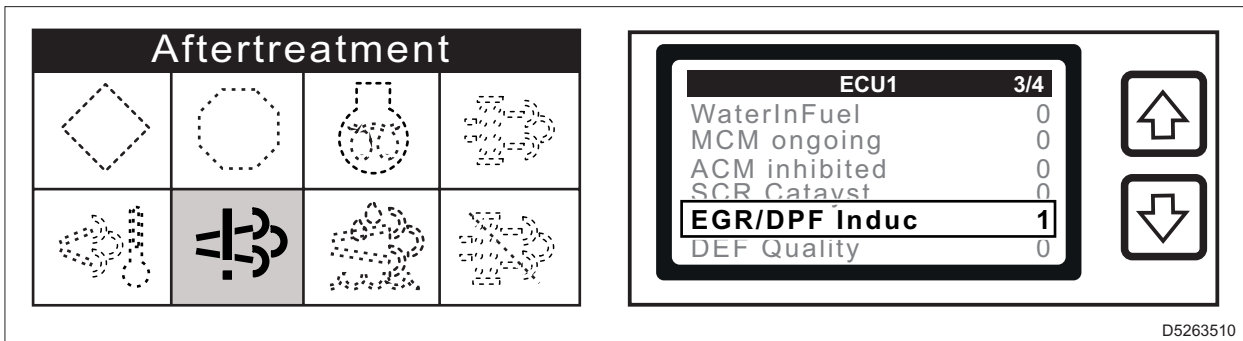 Aftertreatment
ECU1 3/4
WaterInFuel 0
MCM ongoing 0
ACM inhibited 0
SCR Catayst 0
EGR/DPF Induc 1
DEF Quality 0
D5263510